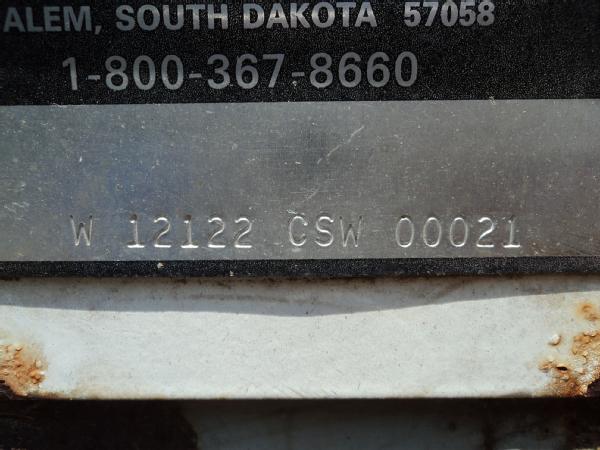 ALEM, SOUTH DAKOTA 57058
1-800-367-8660
W 12122 CSW 00021